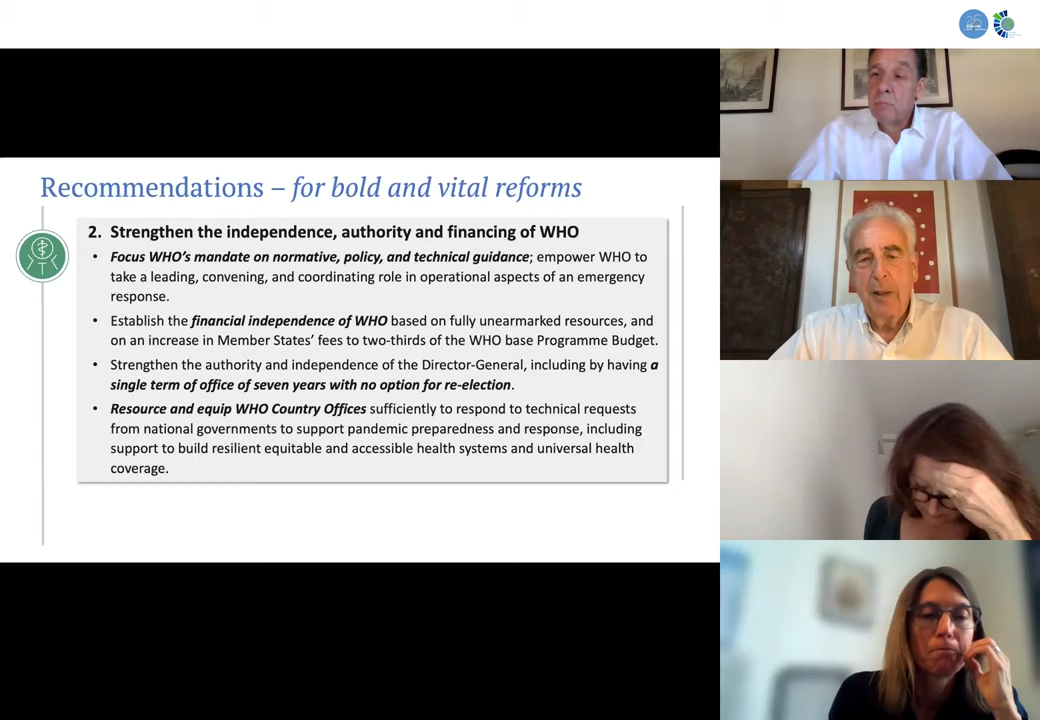 25
Recommendations – for bold and vital reforms
2. Strengthen the independence, authority and financing of WHO
• Focus WHO's mandate on normative, policy, and technical guidance; empower WHO to
take a leading, convening, and coordinating role in operational aspects of an emergency
response.
• Establish the financial independence of WHO based on fully unearmarked resources, and
on an increase in Member States' fees to two-thirds of the WHO base Programme Budget.
• Strengthen the authority and independence of the Director-General, including by having a
single term of office of seven years with no option for re-election.
• Resource and equip WHO Country Offices sufficiently to respond to technical requests
from national governments to support pandemic preparedness and response, including
support to build resilient equitable and accessible health systems and universal health
coverage.